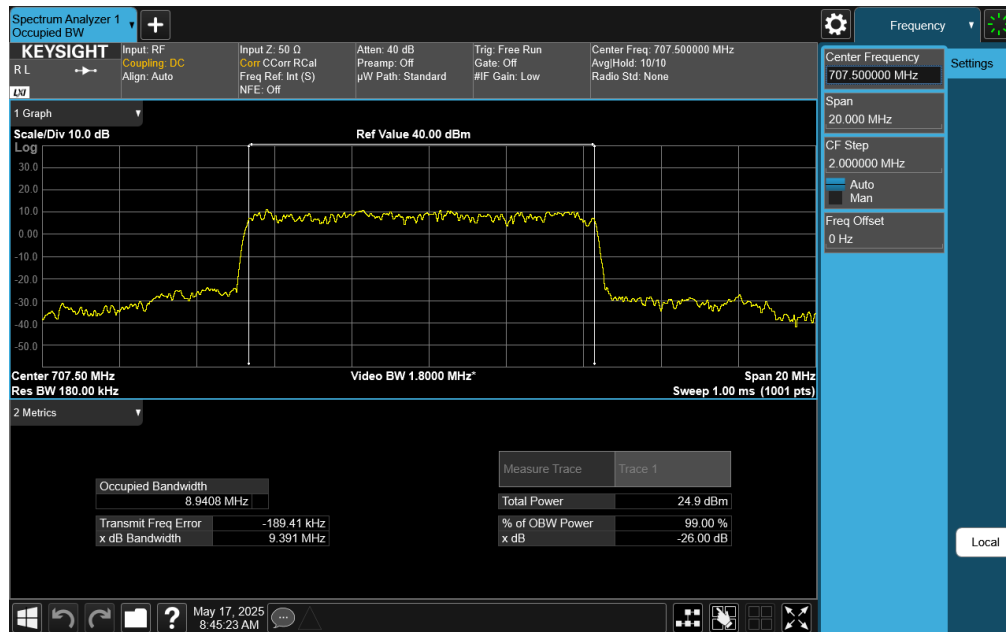 Spectrum Analyzer 1
Occupied BW
Frequency
KEYSIGHT
R L
LXI
Input: RF
Coupling: DC
Align: Auto
Input Z: 50 Ω
Corr CCorr RCal
Freq Ref: Int (S)
NFE: Off
Atten: 40 dB
Preamp: Off
µW Path: Standard
Trig: Free Run
Gate: Off
#IF Gain: Low
Center Freq: 707.500000 MHz
Avg|Hold: 10/10
Radio Std: None
Center Frequency
707.500000 MHz
Settings
Span
20.000 MHz
CF Step
2.000000 MHz
Auto
Man
Freq Offset
0 Hz
Local
1 Graph
Scale/Div 10.0 dB
Ref Value 40.00 dBm
Log
30.0
20.0
10.0
0.00
-10.0
-20.0
-30.0
-40.0
-50.0
Center 707.50 MHz
Video BW 1.8000 MHz*
Span 20 MHz
Res BW 180.00 kHz
Sweep 1.00 ms (1001 pts)
2 Metrics
Measure Trace Trace 1
Occupied Bandwidth
8.9408 MHz
Total Power 24.9 dBm
Transmit Freq Error -189.41 kHz
% of OBW Power 99.00 %
x dB Bandwidth 9.391 MHz
x dB -26.00 dB
?
May 17, 2025
8:45:23 AM